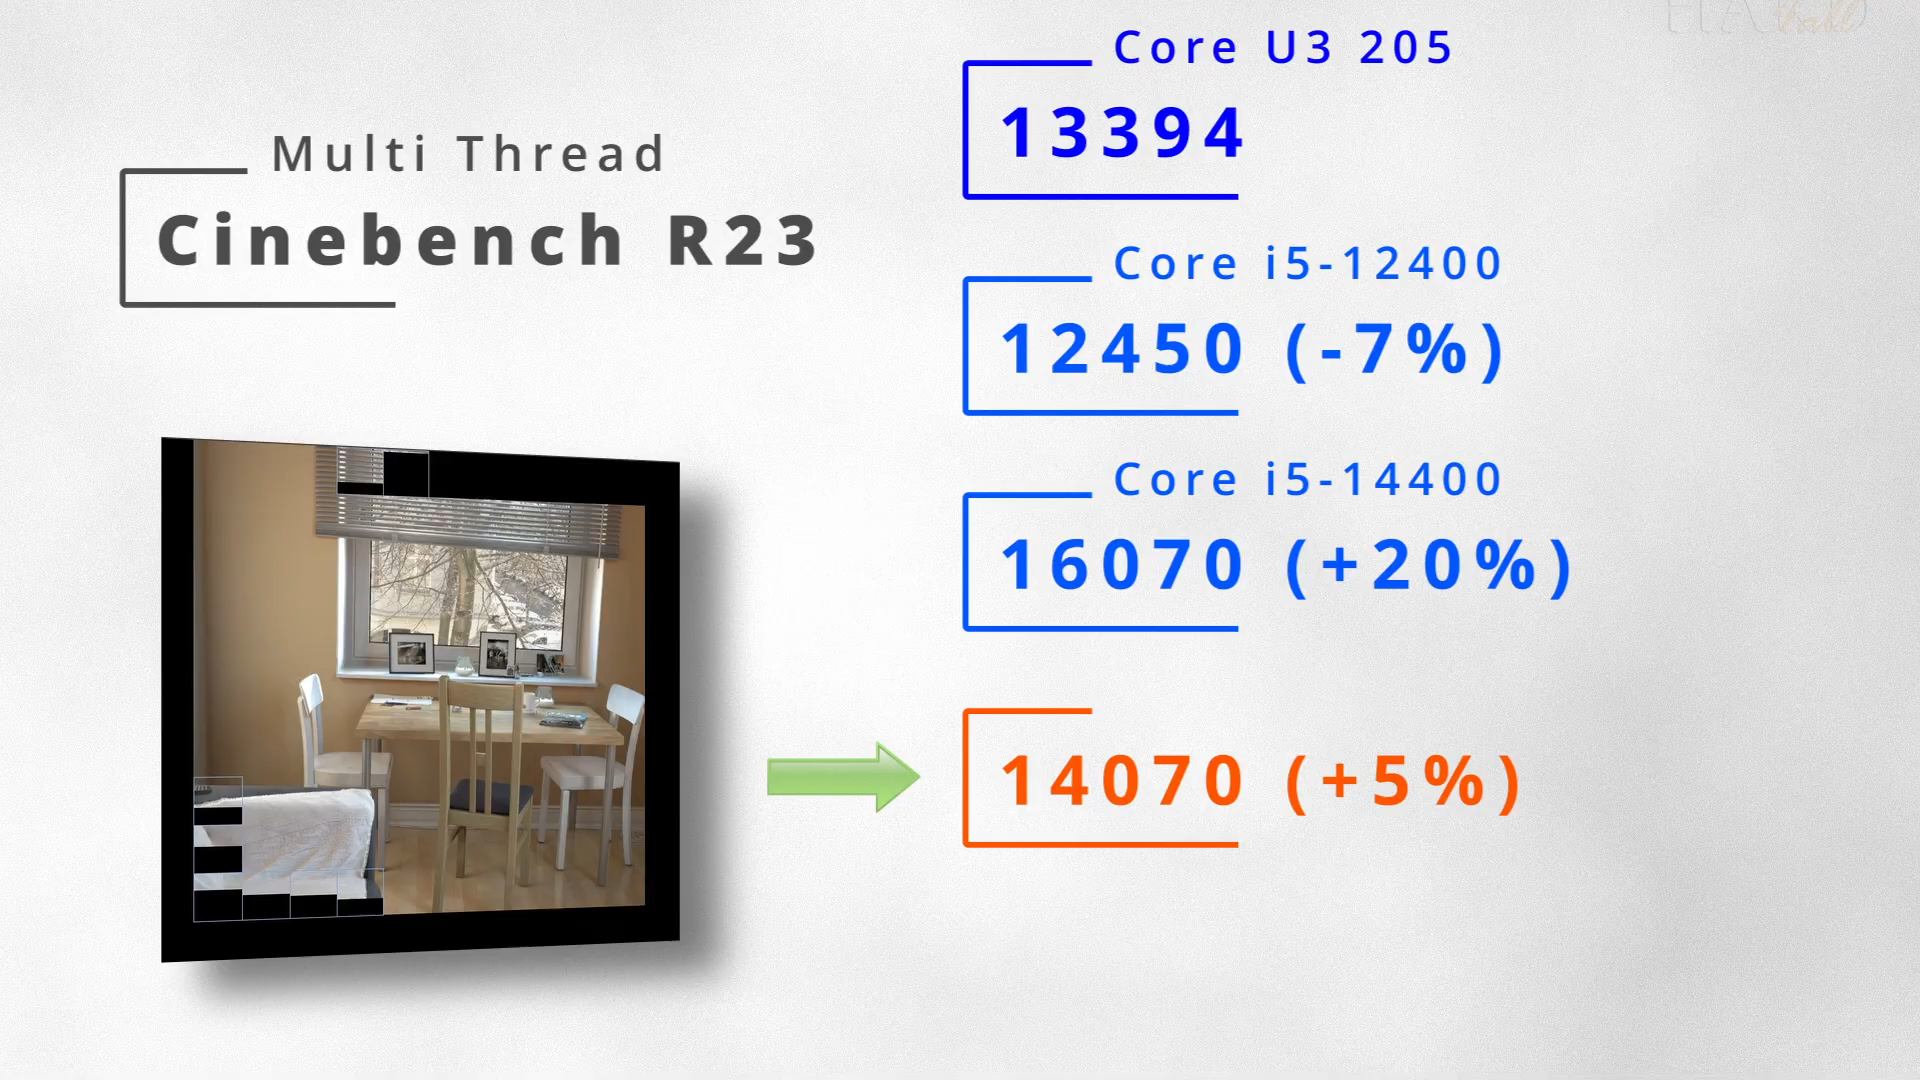 Multi Thread
Cinebench R23
Core U3 205
13394
Core i5-12400
12450 (-7%)
Core i5-14400
16070 (+20%)
14070 (+5%)